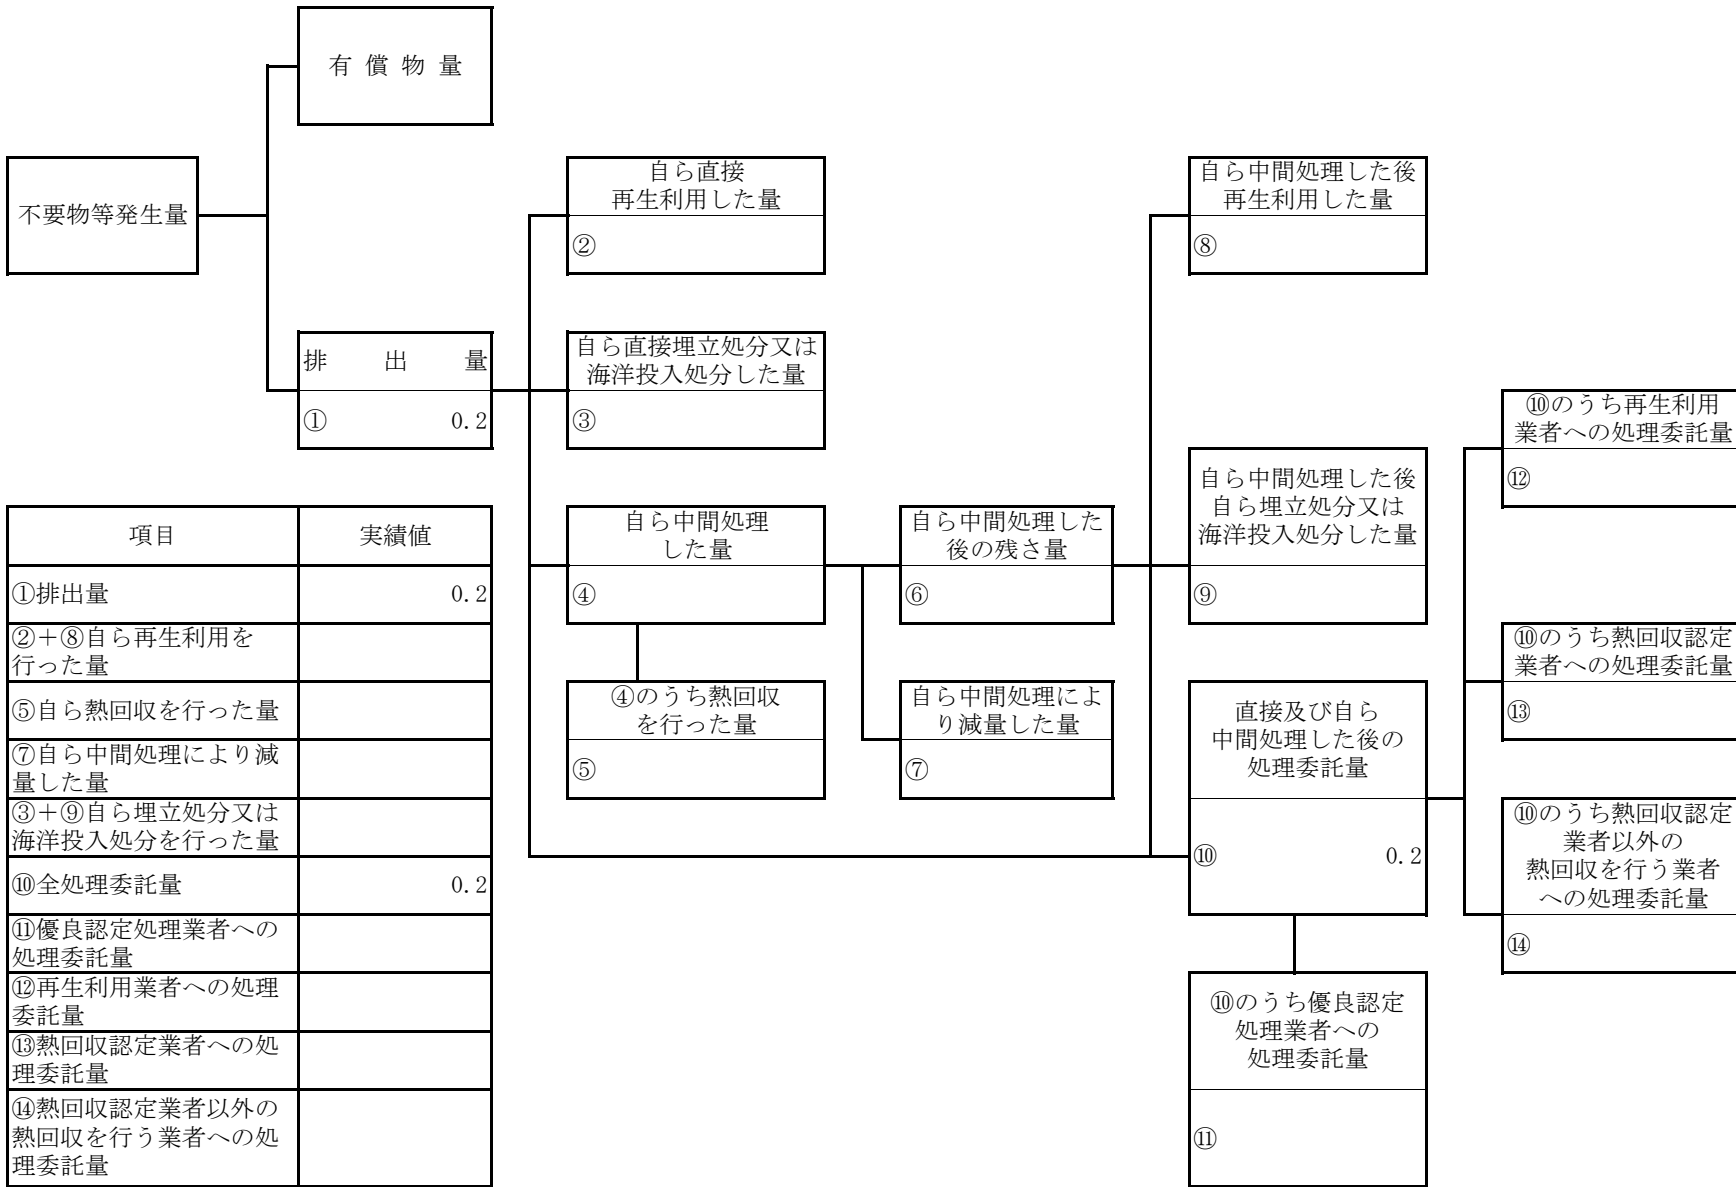 有 償 物 量
不要物等発生量
自ら直接
再生利用した量
②
自ら中間処理した後
再生利用した量
⑧
排 出 量
① 0.2
自ら直接埋立処分又は
海洋投入処分した量
③
⑩のうち再生利用
業者への処理委託量
⑫
自ら中間処理
した量
④
自ら中間処理した
後の残さ量
⑥
自ら中間処理した後
自ら埋立処分又は
海洋投入処分した量
⑨
⑩のうち熱回収認定
業者への処理委託量
⑬
④のうち熱回収
を行った量
⑤
自ら中間処理によ
り減量した量
⑦
直接及び自ら
中間処理した後の
処理委託量
⑩ 0.2
⑩のうち熱回収認定
業者以外の
熱回収を行う業者
への処理委託量
⑭
⑩のうち優良認定
処理業者への
処理委託量
⑪
項目 実績値
①排出量 0.2
②＋⑧自ら再生利用を
行った量
⑤自ら熱回収を行った量
⑦自ら中間処理により減
量した量
③＋⑨自ら埋立処分又は
海洋投入処分を行った量
⑩全処理委託量 0.2
⑪優良認定処理業者への
処理委託量
⑫再生利用業者への処理
委託量
⑬熱回収認定業者への処
理委託量
⑭熱回収認定業者以外の
熱回収を行う業者への処
理委託量